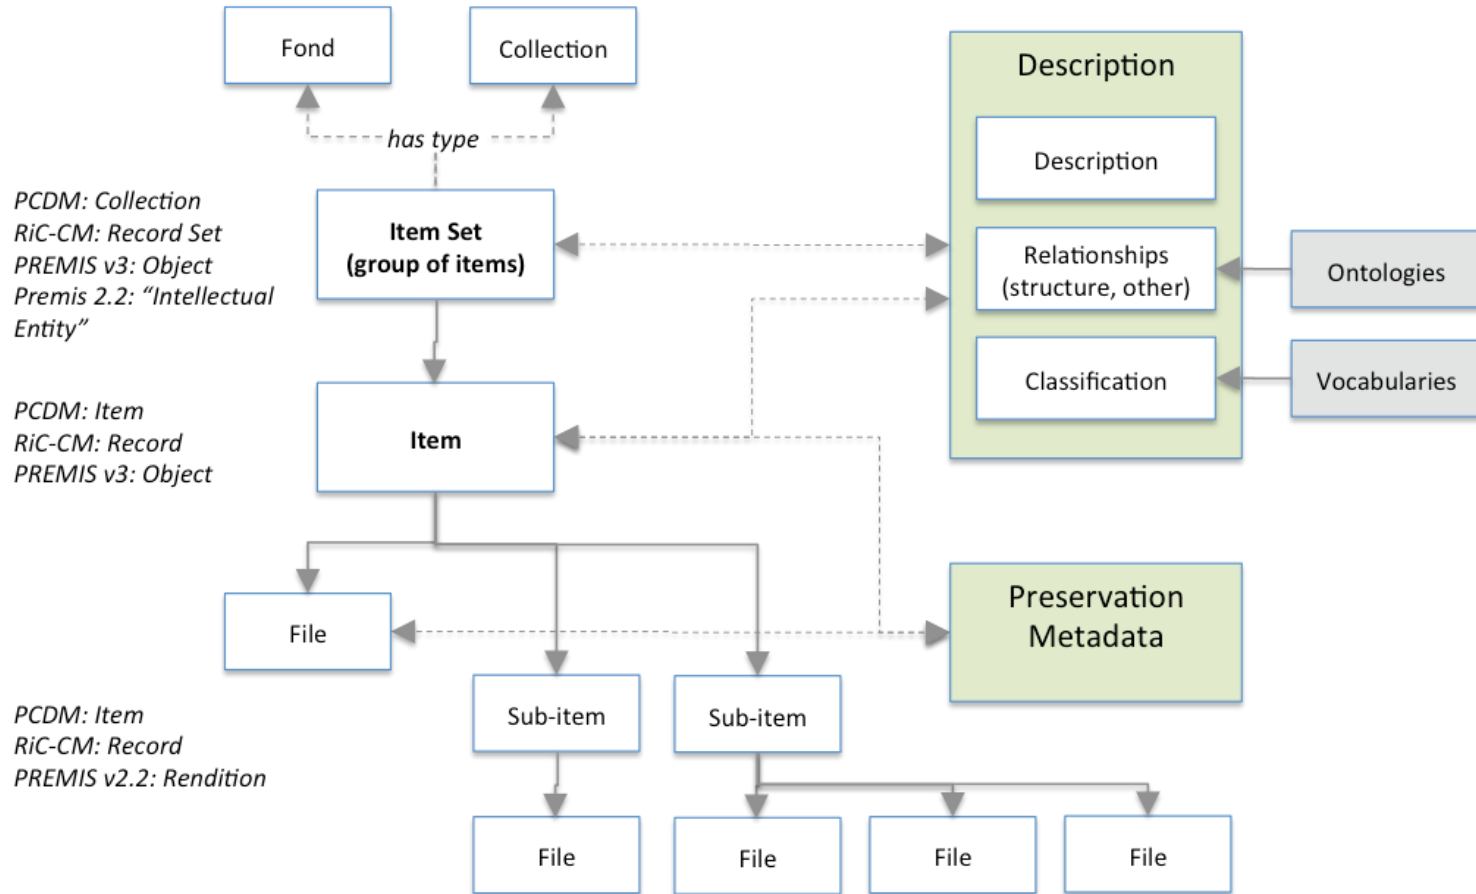 Fond
Collection
has type
PCDM: Collection
RiC-CM: Record Set
PREMIS v3: Object
Premis 2.2: “Intellectual
Entity”
Item Set
(group of items)
PCDM: Item
RiC-CM: Record
PREMIS v3: Object
Item
File
PCDM: Item
RiC-CM: Record
PREMIS v2.2: Rendition
Sub-item
Sub-item
File
File
File
File
Description
Description
Relationships
(structure, other)
Classification
Ontologies
Vocabularies
Preservation
Metadata